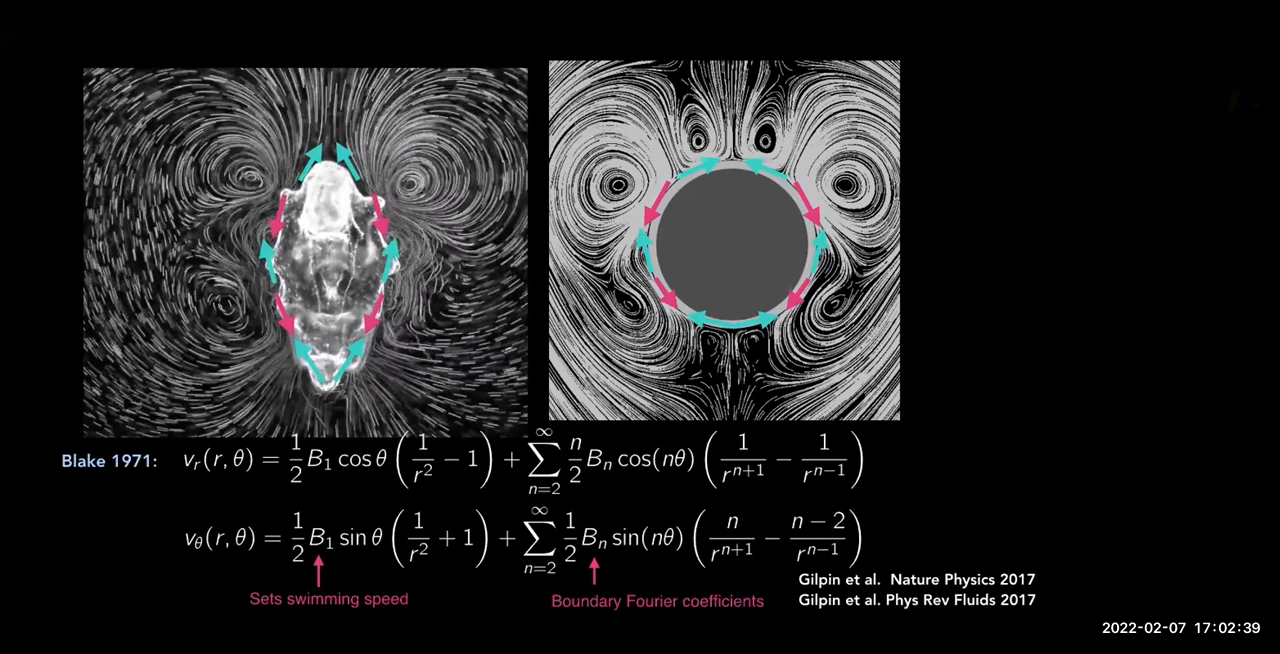 Blake 1971: v_r(r, θ) = 1/2 B_1 cos θ (1/r^2 − 1) + ∑_{n=2}^{∞} n/2 B_n cos(nθ) (1/r^{n+1} − 1/r^{n−1})
v_θ(r, θ) = 1/2 B_1 sin θ (1/r^2 + 1) + ∑_{n=2}^{∞} 1/2 B_n sin(nθ) (n/r^{n+1} − n − 2/r^{n−1})
Sets swimming speed
Boundary Fourier coefficients
Gilpin et al. Nature Physics 2017
Gilpin et al. Phys Rev Fluids 2017
2022-02-07 17:02:39